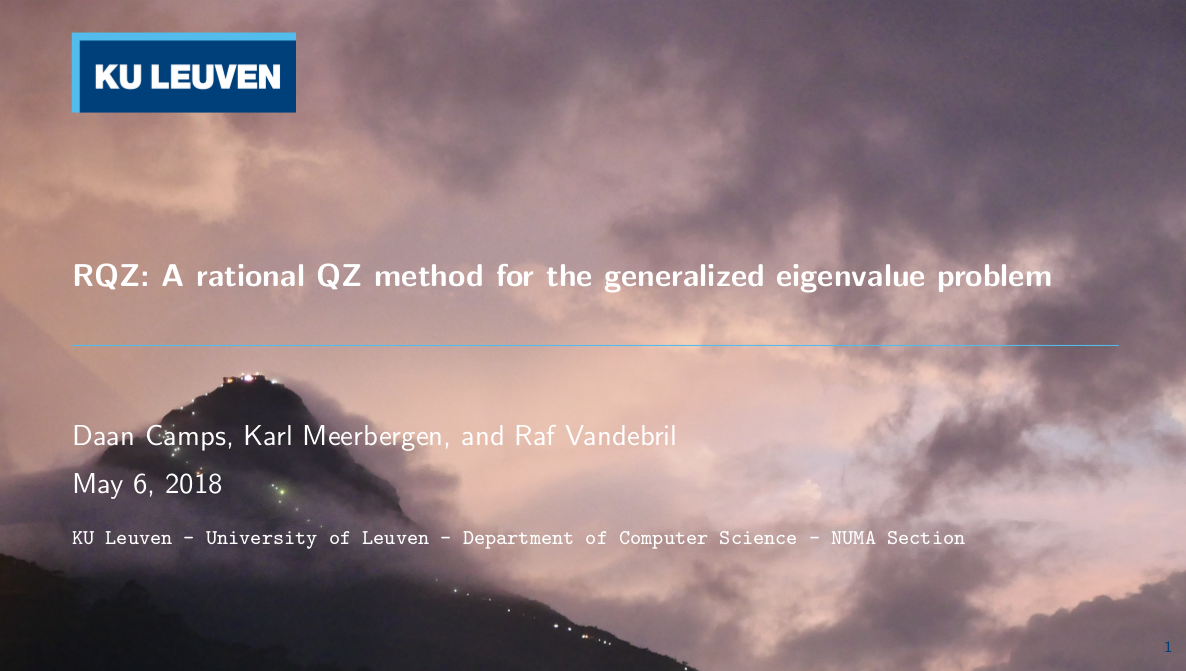 KU LEUVEN
RQZ: A rational QZ method for the generalized eigenvalue problem
Daan Camps, Karl Meerbergen, and Raf Vandebril
May 6, 2018
KU Leuven - University of Leuven - Department of Computer Science - NUMA Section
1